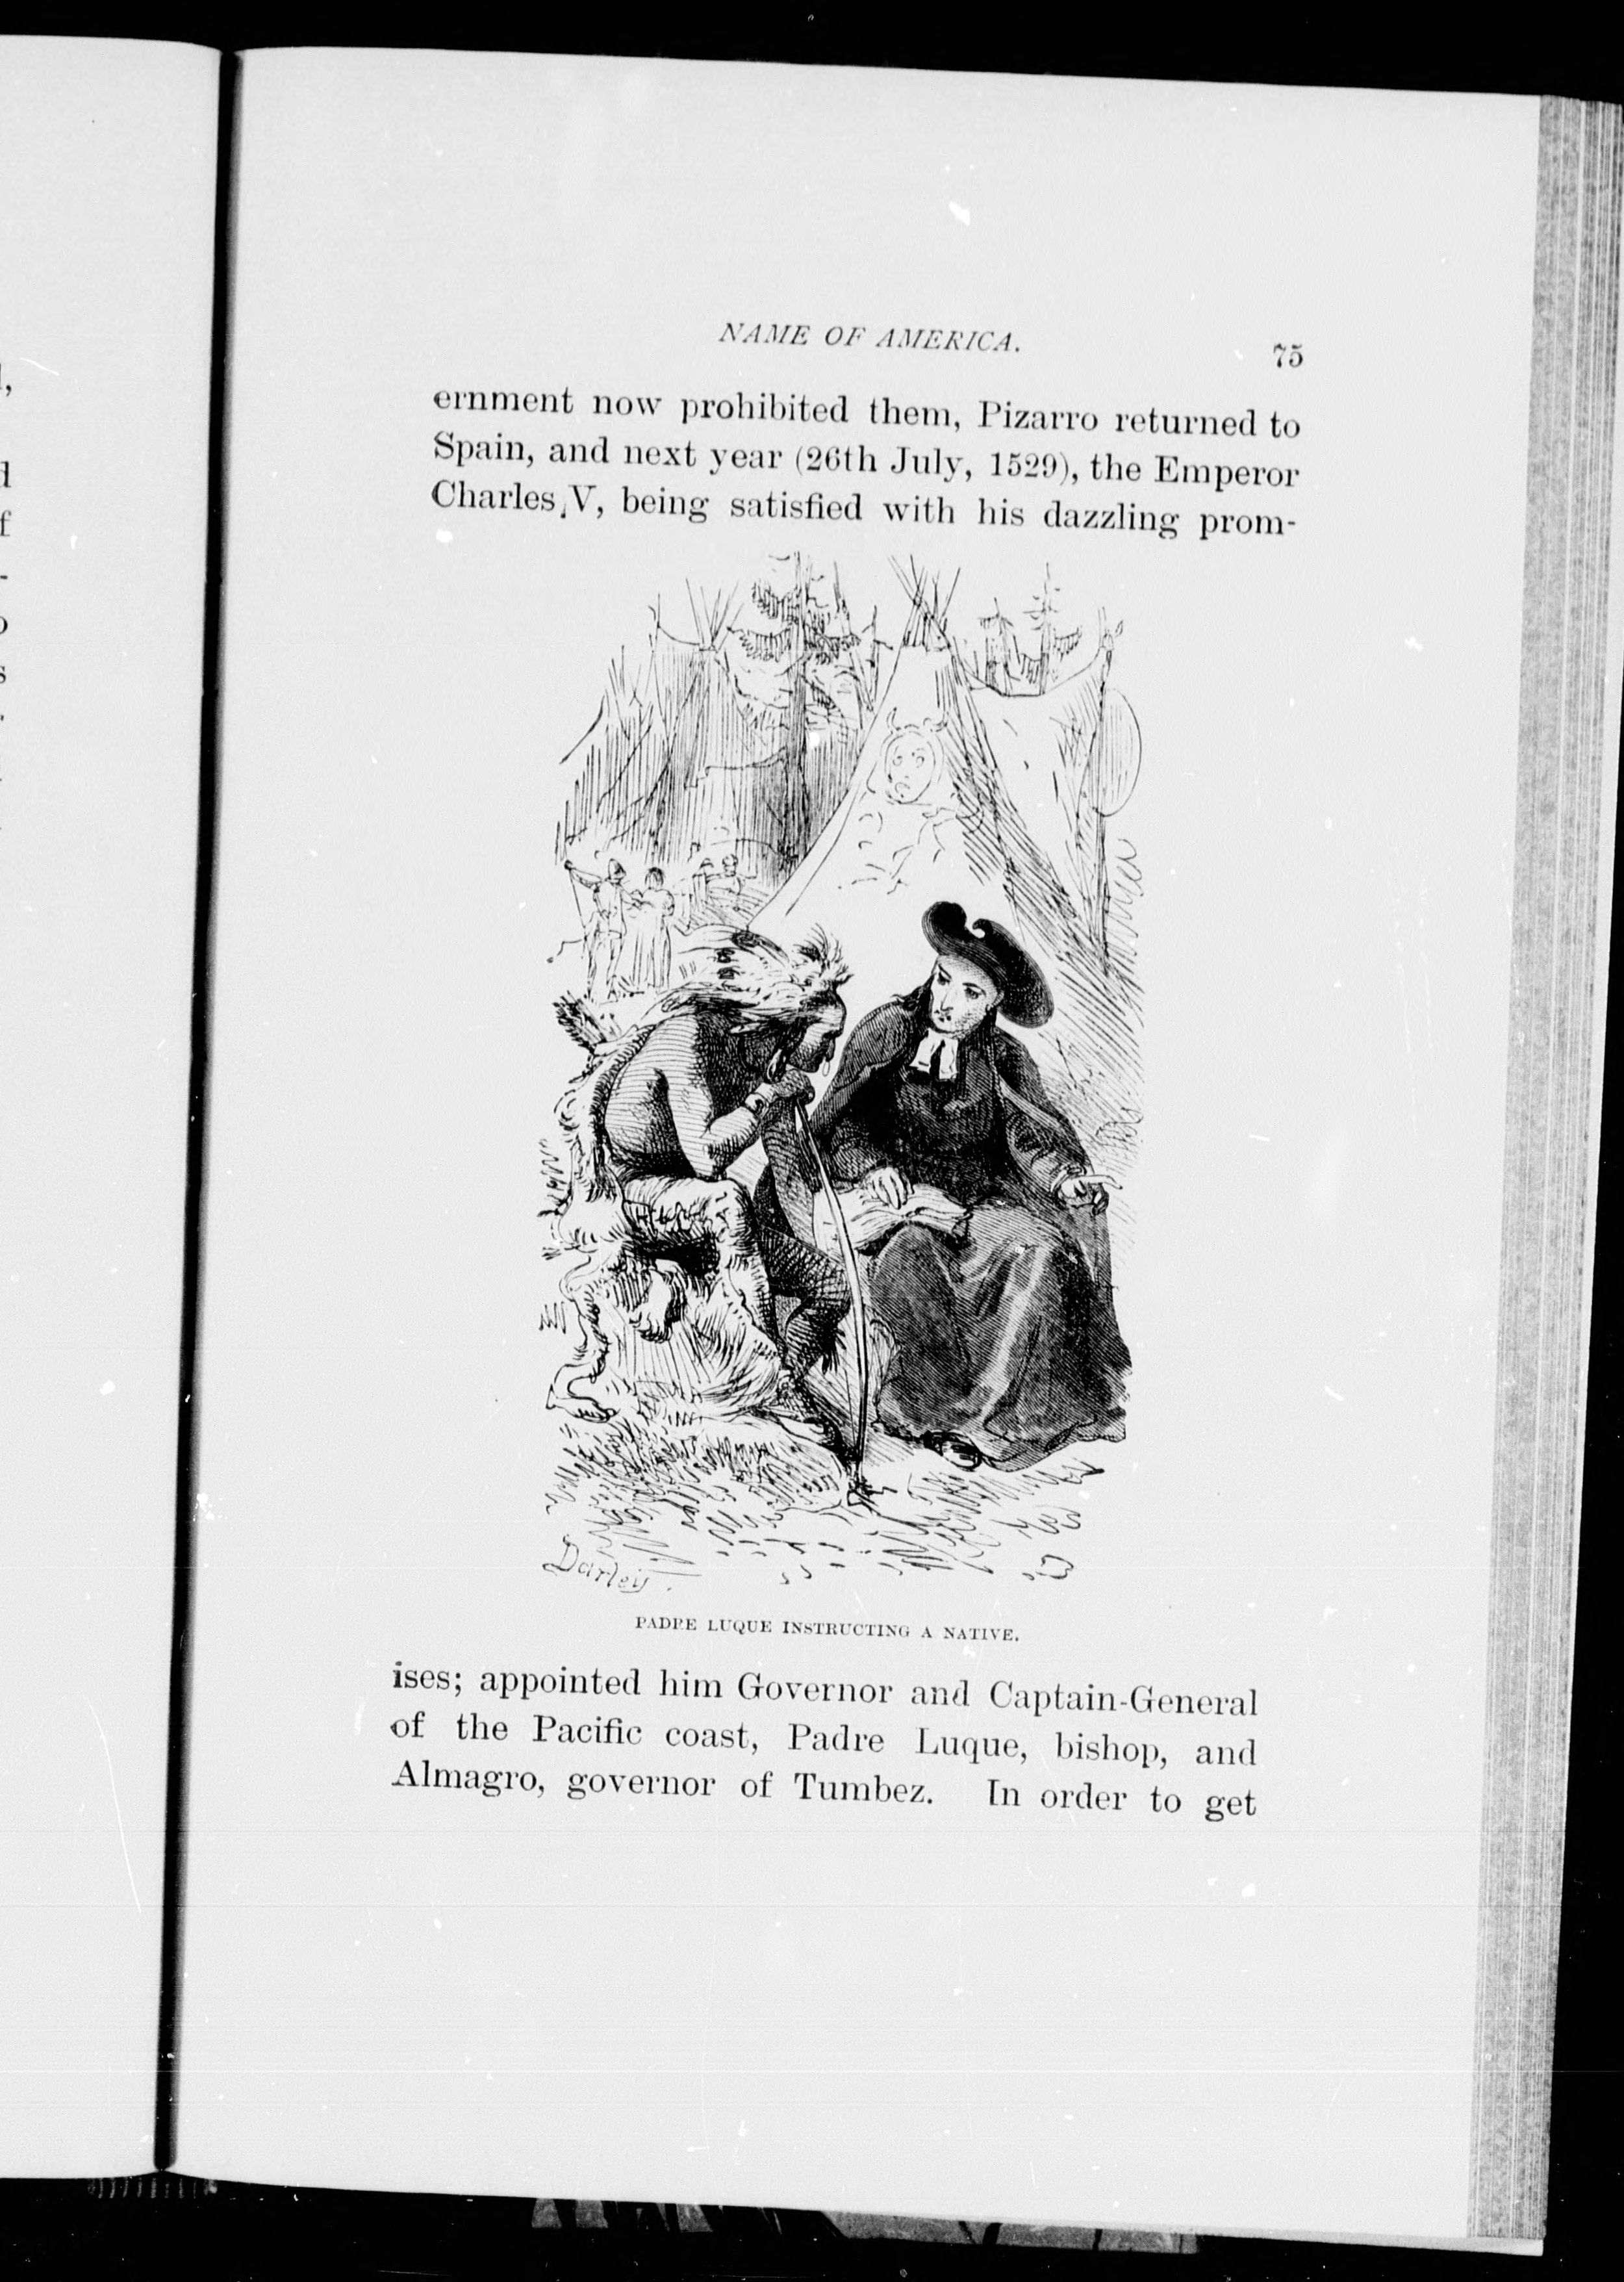 NAME OF AMERICA.
75
ernment now prohibited them, Pizarro returned to
Spain, and next year (26th July, 1529), the Emperor
Charles V, being satisfied with his dazzling prom-
Darley.
PADRE LUQUE INSTRUCTING A NATIVE.
ises; appointed him Governor and Captain-General
of the Pacific coast, Padre Luque, bishop, and
Almagro, governor of Tumbez. In order to get